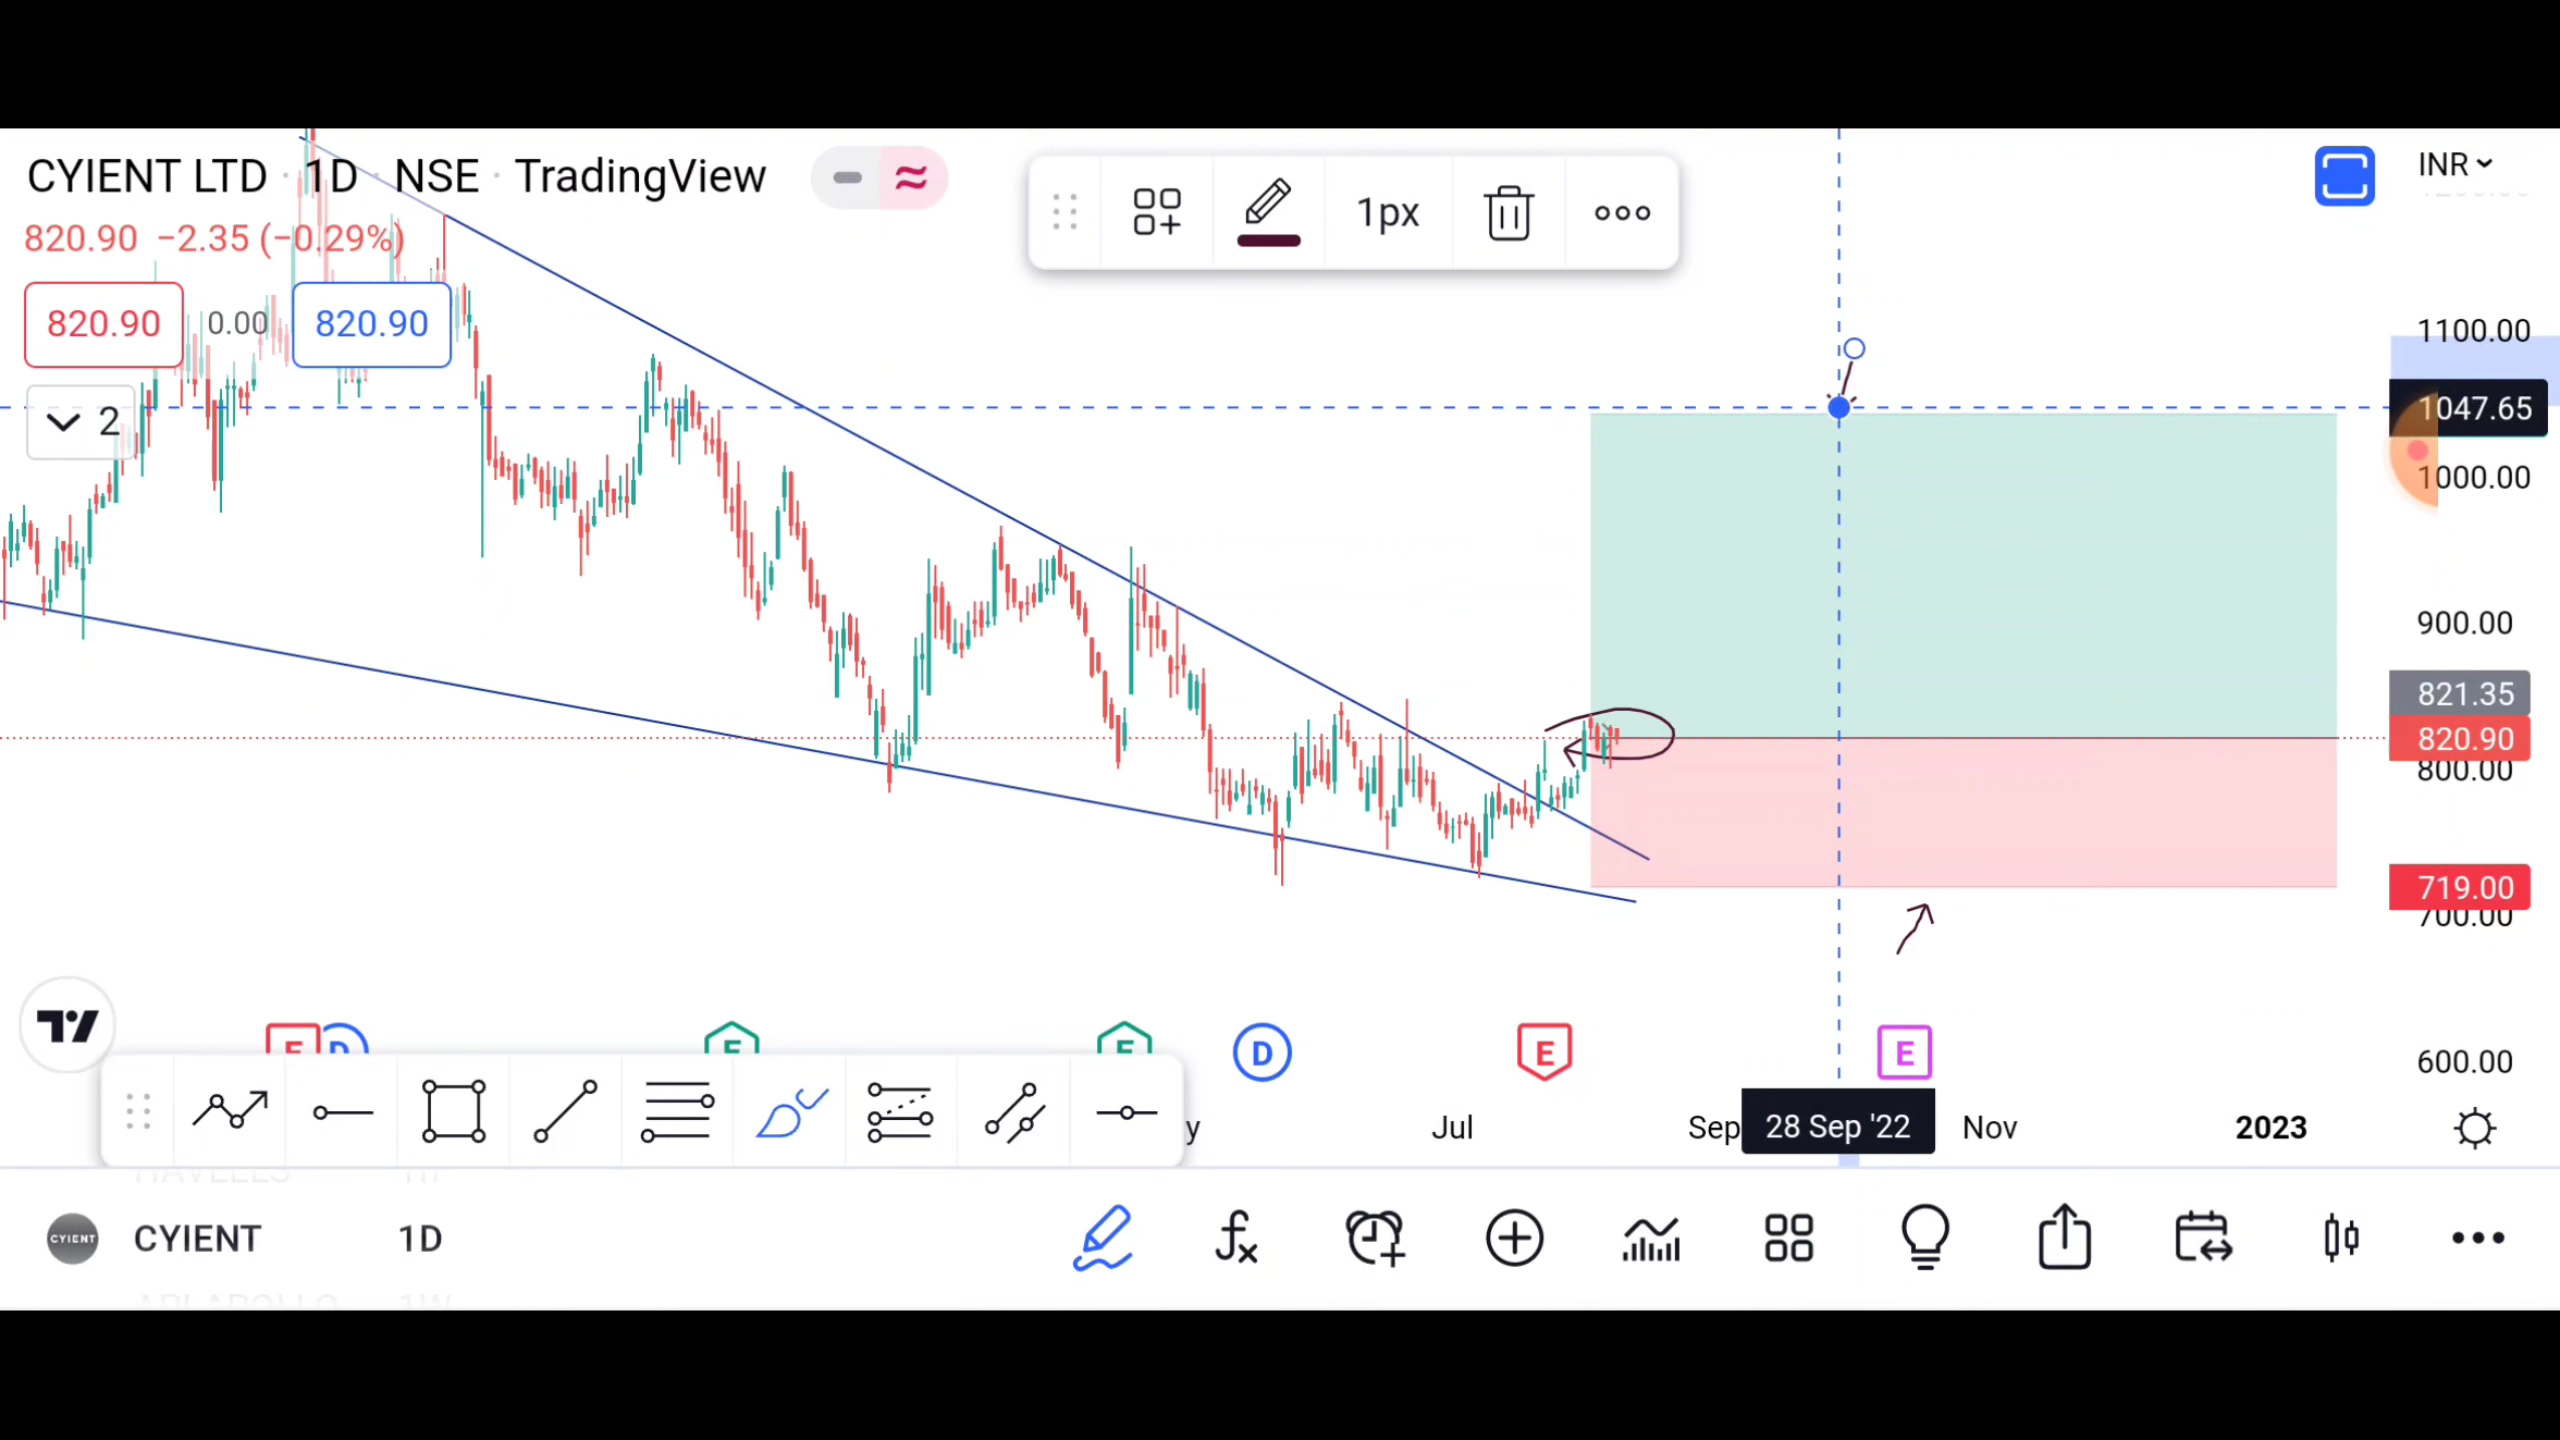 CYIENT LTD · 1D · NSE · TradingView
INR
820.90 −2.35 (−0.29%)
820.90 0.00 820.90
2
1px
1100.00
1047.65
1000.00
900.00
821.35
820.90
800.00
719.00
700.00
600.00
E D E E D E E
y Jul Sep 28 Sep '22 Nov 2023
CYIENT CYIENT 1D